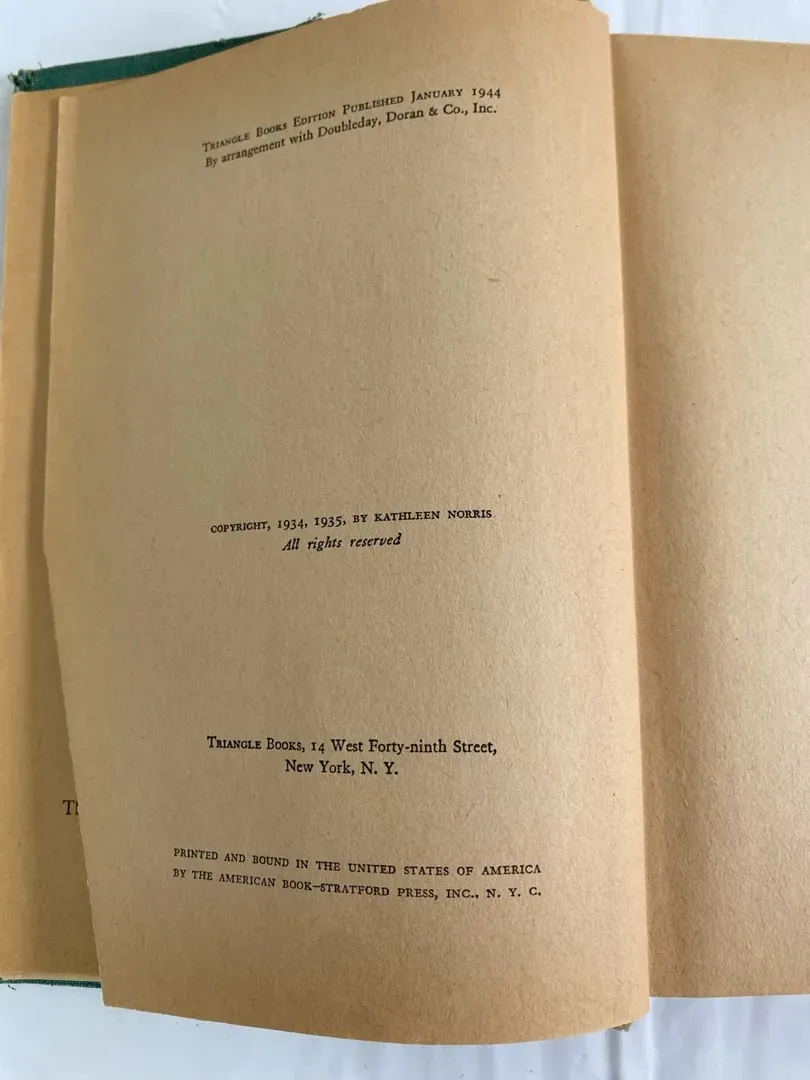 Triangle Books Edition Published January 1944
By arrangement with Doubleday, Doran & Co., Inc.
COPYRIGHT, 1934, 1935, BY KATHLEEN NORRIS
All rights reserved
Triangle Books, 14 West Forty-ninth Street,
New York, N. Y.
PRINTED AND BOUND IN THE UNITED STATES OF AMERICA
BY THE AMERICAN BOOK—STRATFORD PRESS, INC., N. Y. C.